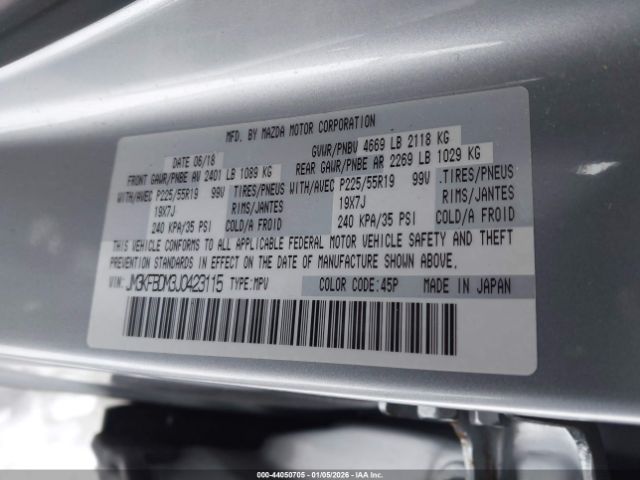 MFD. BY MAZDA MOTOR CORPORATION
DATE 06/18 GVWR/PNBV 4669 LB 2118 KG
FRONT GAWR/PNBE AV 2401 LB 1089 KG REAR GAWR/PNBE AR 2269 LB 1029 KG
WITH/AVEC P225/55R19 99V TIRES/PNEUS WITH/AVEC P225/55R19 99V TIRES/PNEUS
19X7J RIMS/JANTES 19X7J RIMS/JANTES
240 KPA/35 PSI COLD/A FROID 240 KPA/35 PSI COLD/A FROID
THIS VEHICLE CONFORMS TO ALL APPLICABLE FEDERAL MOTOR VEHICLE SAFETY AND THEFT
PREVENTION STANDARDS IN EFFECT ON THE DATE OF MANUFACTURE SHOWN ABOVE.
VIN: JM3KFBDM3J0423115 TYPE:MPV COLOR CODE:45P MADE IN JAPAN
000-44050705 - 01/05/2026 - IAAI.COM